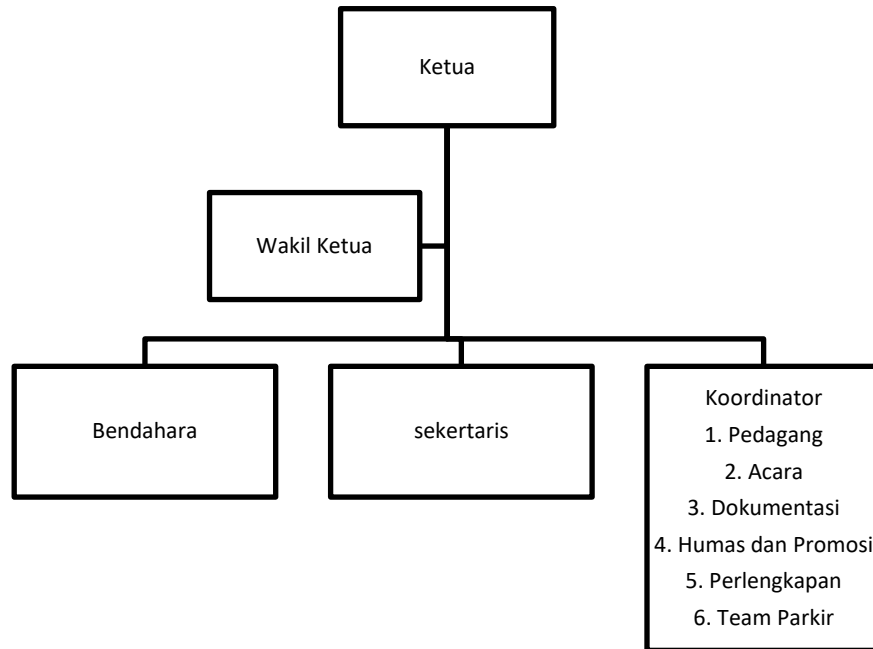 Ketua
Wakil Ketua
Bendahara
sekertaris
Koordinator
1. Pedagang
2. Acara
3. Dokumentasi
4. Humas dan Promosi
5. Perlengkapan
6. Team Parkir